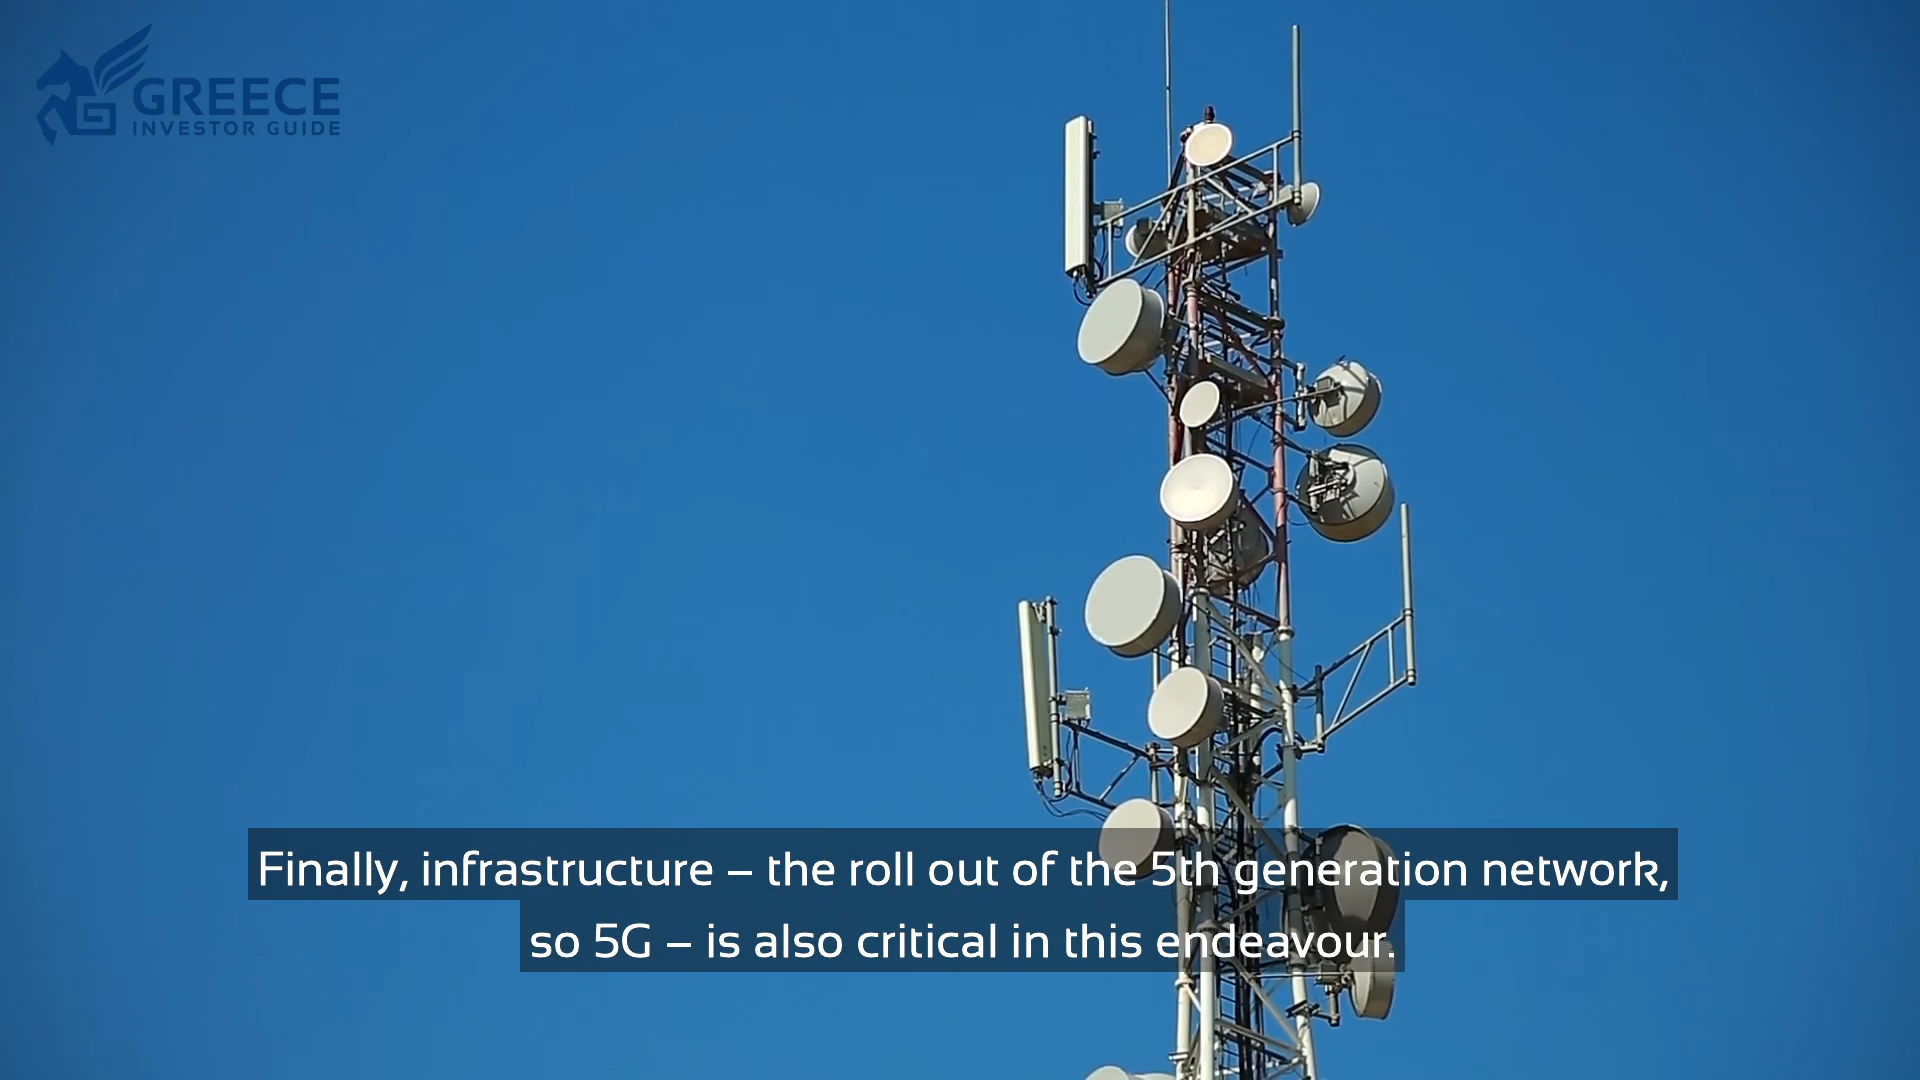 GREECE
INVESTOR GUIDE
Finally, infrastructure – the roll out of the 5th generation network,
so 5G – is also critical in this endeavour.